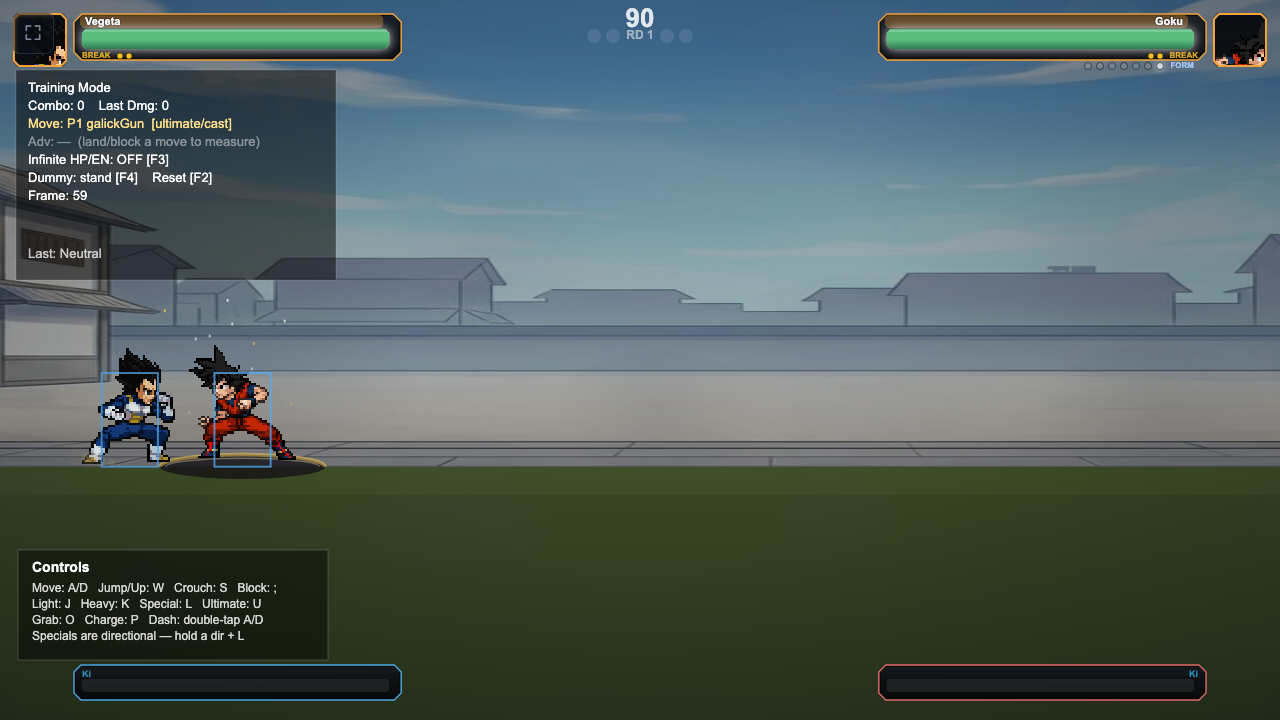 Vegeta
90
Goku
RD 1
BREAK
BREAK
FORM
Training Mode
Combo: 0    Last Dmg: 0
Move: P1 galickGun  [ultimate/cast]
Adv: —  (land/block a move to measure)
Infinite HP/EN: OFF [F3]
Dummy: stand [F4]    Reset [F2]
Frame: 59
Last: Neutral
Controls
Move: A/D   Jump/Up: W   Crouch: S   Block: ;
Light: J   Heavy: K   Special: L   Ultimate: U
Grab: O   Charge: P   Dash: double-tap A/D
Specials are directional — hold a dir + L
Ki
Ki